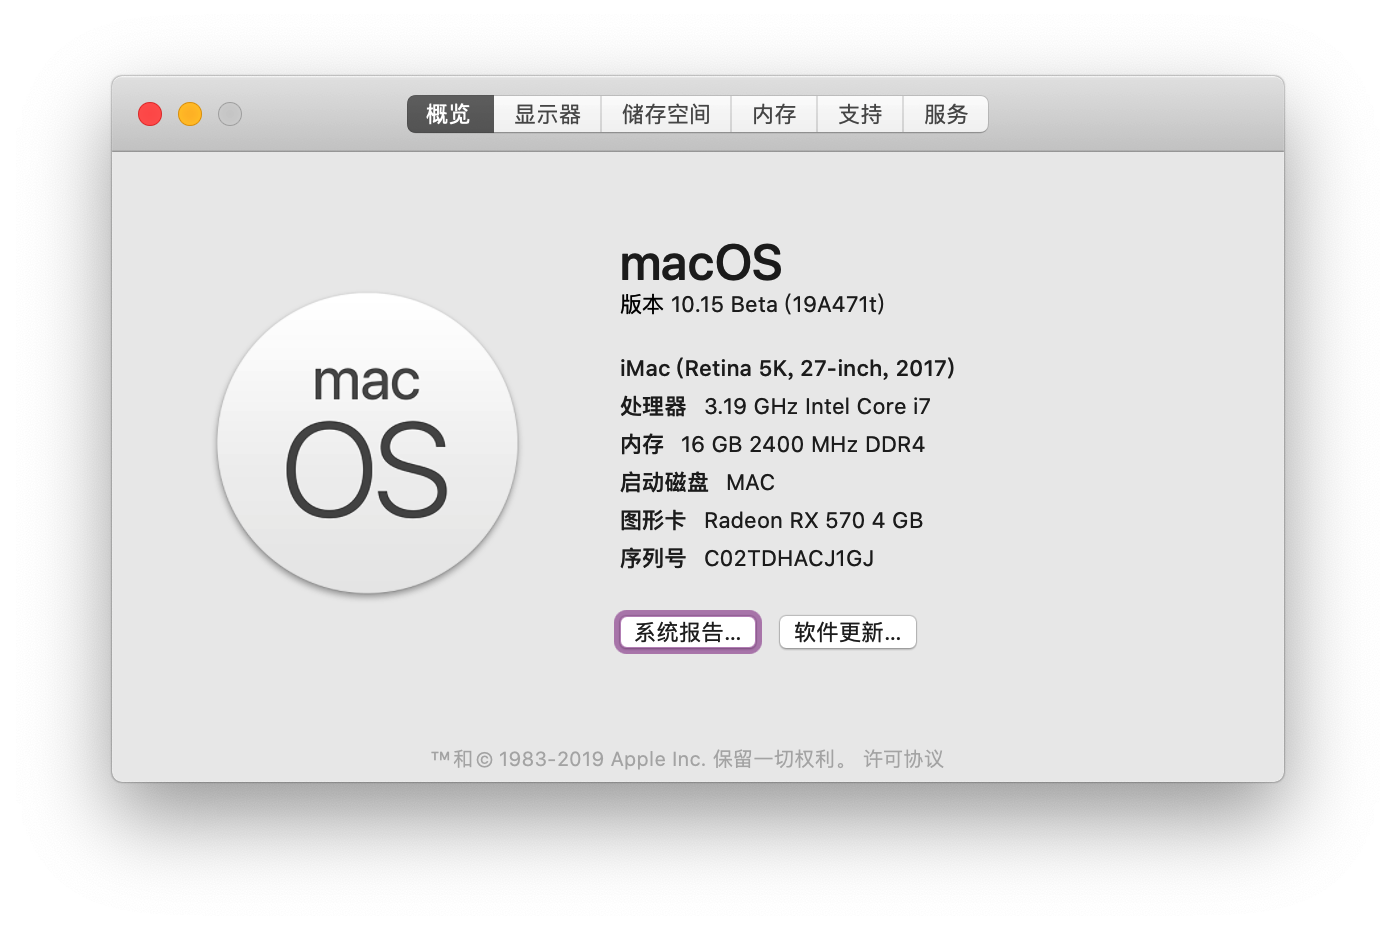 概览 显示器 储存空间 内存 支持 服务
mac
OS
macOS
版本 10.15 Beta (19A471t)
iMac (Retina 5K, 27-inch, 2017)
处理器 3.19 GHz Intel Core i7
内存 16 GB 2400 MHz DDR4
启动磁盘 MAC
图形卡 Radeon RX 570 4 GB
序列号 C02TDHACJ1GJ
系统报告... 软件更新...
™和© 1983-2019 Apple Inc. 保留一切权利。 许可协议